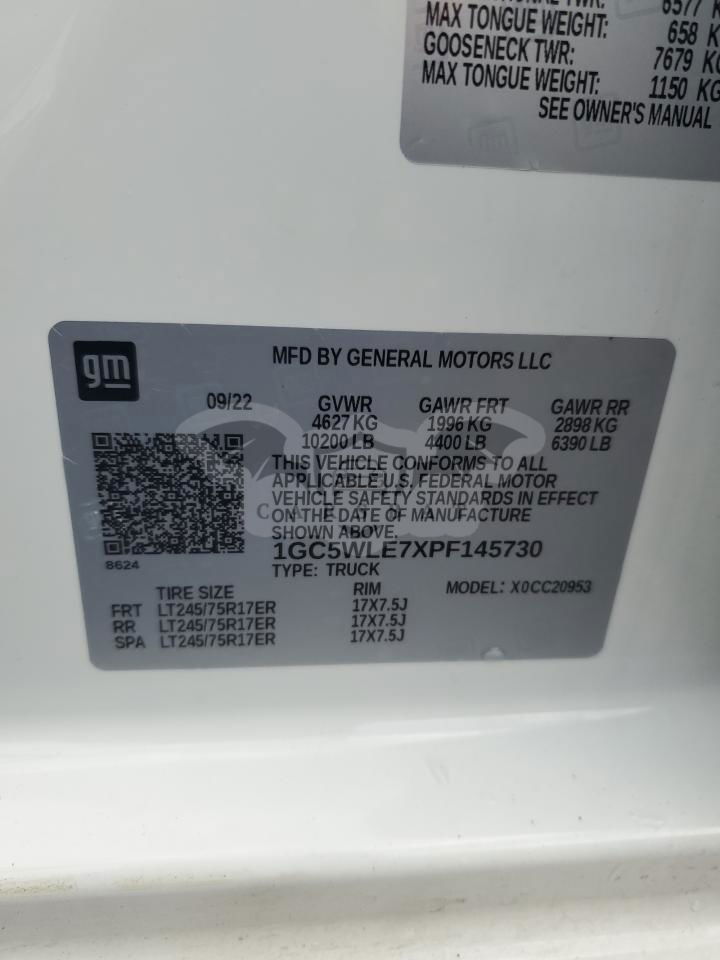 TWR: 6577
MAX TONGUE WEIGHT: 658 K
GOOSENECK TWR: 7679 KG
MAX TONGUE WEIGHT: 1150 KG
SEE OWNER'S MANUAL
gm
MFD BY GENERAL MOTORS LLC
09/22 GVWR GAWR FRT GAWR RR
4627 KG 1996 KG 2898 KG
10200 LB 4400 LB 6390 LB
THIS VEHICLE CONFORMS TO ALL
APPLICABLE U.S. FEDERAL MOTOR
VEHICLE SAFETY STANDARDS IN EFFECT
ON THE DATE OF MANUFACTURE
SHOWN ABOVE.
8624
1GC5WLE7XPF145730
TYPE: TRUCK
TIRE SIZE RIM MODEL: X0CC20953
FRT LT245/75R17ER 17X7.5J
RR LT245/75R17ER 17X7.5J
SPA LT245/75R17ER 17X7.5J